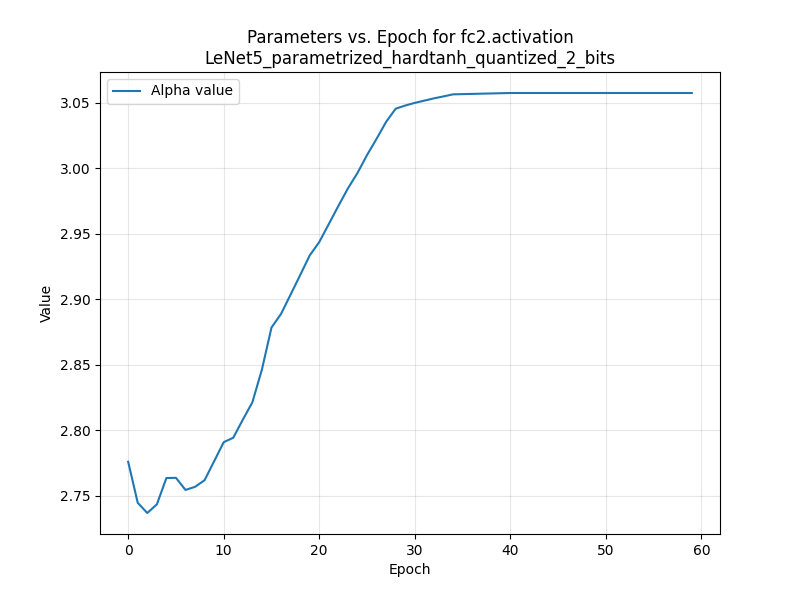 Parameters vs. Epoch for fc2.activation
LeNet5_parametrized_hardtanh_quantized_2_bits
Alpha value
3.05
3.00
2.95
2.90
2.85
2.80
2.75
Value
0 10 20 30 40 50 60
Epoch